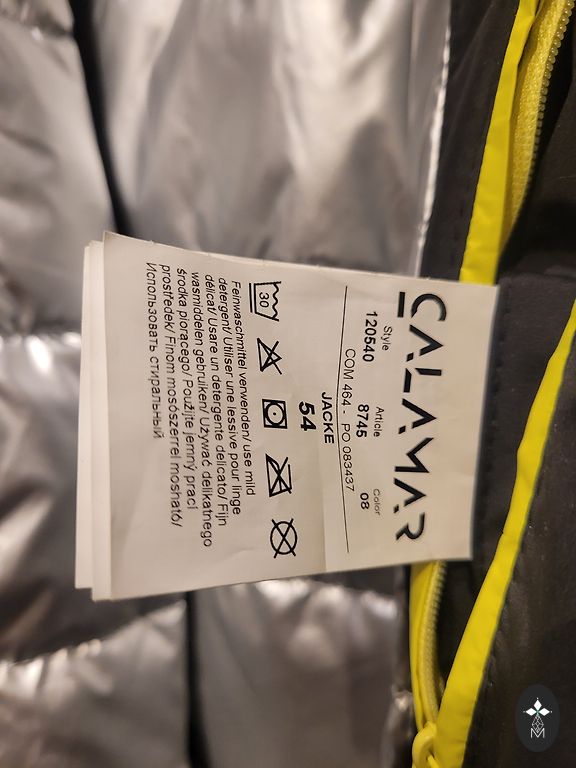 CALAMAR
Style Article Color
120540 8745 08
COM 464 - PO 083437
JACKE
54
30
Feinwaschmittel verwenden/ use mild
detergent/ Utiliser une lessive pour linge
délicat/ Usare un detergente delicato/ Fijn
wasmiddelen gebruiken/ Używać delikatnego
środka piorącego/ Použijte jemný prací
prostředek/ Finom mosószerrel mosható/
Использовать стиральный
M